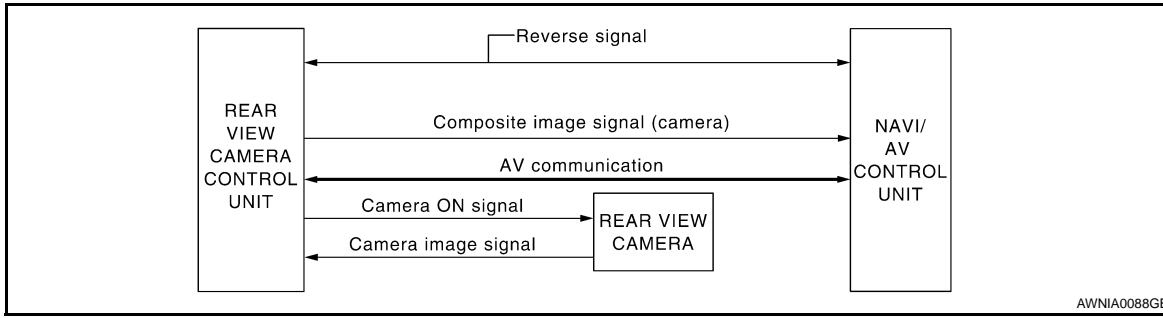 Reverse signal
REAR
VIEW
CAMERA
CONTROL
UNIT
Composite image signal (camera)
AV communication
Camera ON signal
Camera image signal
REAR VIEW
CAMERA
NAVI/
AV
CONTROL
UNIT
AWNIA0088GB